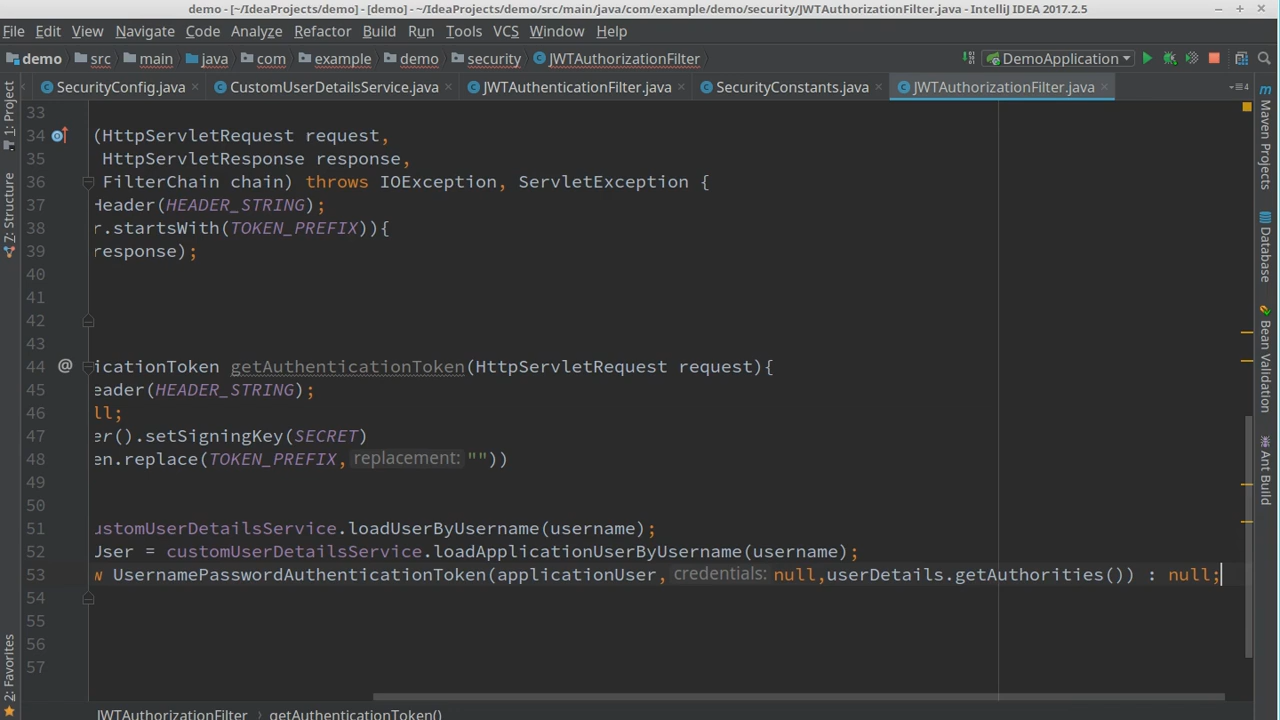 demo - [~/IdeaProjects/demo] - [demo] - ~/IdeaProjects/demo/src/main/java/com/example/demo/security/JWTAuthorizationFilter.java - IntelliJ IDEA 2017.2.5
File Edit View Navigate Code Analyze Refactor Build Run Tools VCS Window Help
demo src main java com example demo security JWTAuthorizationFilter DemoApplication
SecurityConfig.java CustomUserDetailsService.java JWTAuthenticationFilter.java SecurityConstants.java JWTAuthorizationFilter.java
33
34 (HttpServletRequest request,
35 HttpServletResponse response,
36 FilterChain chain) throws IOException, ServletException {
37 Header(HEADER_STRING);
38 r.startsWith(TOKEN_PREFIX)){
39 response);
40
41
42
43
44 @ icationToken getAuthenticationToken(HttpServletRequest request){
45 eader(HEADER_STRING);
46 ll;
47 er().setSigningKey(SECRET)
48 en.replace(TOKEN_PREFIX, replacement: ""))
49
50
51 ustomUserDetailsService.loadUserByUsername(username);
52 User = customUserDetailsService.loadApplicationUserByUsername(username);
53 w UsernamePasswordAuthenticationToken(applicationUser, credentials: null,userDetails.getAuthorities()) : null;
54
55
56
57
JWTAuthorizationFilter > getAuthenticationToken()
1: Project
7: Structure
2: Favorites
Maven Projects
Database
Bean Validation
Ant Build